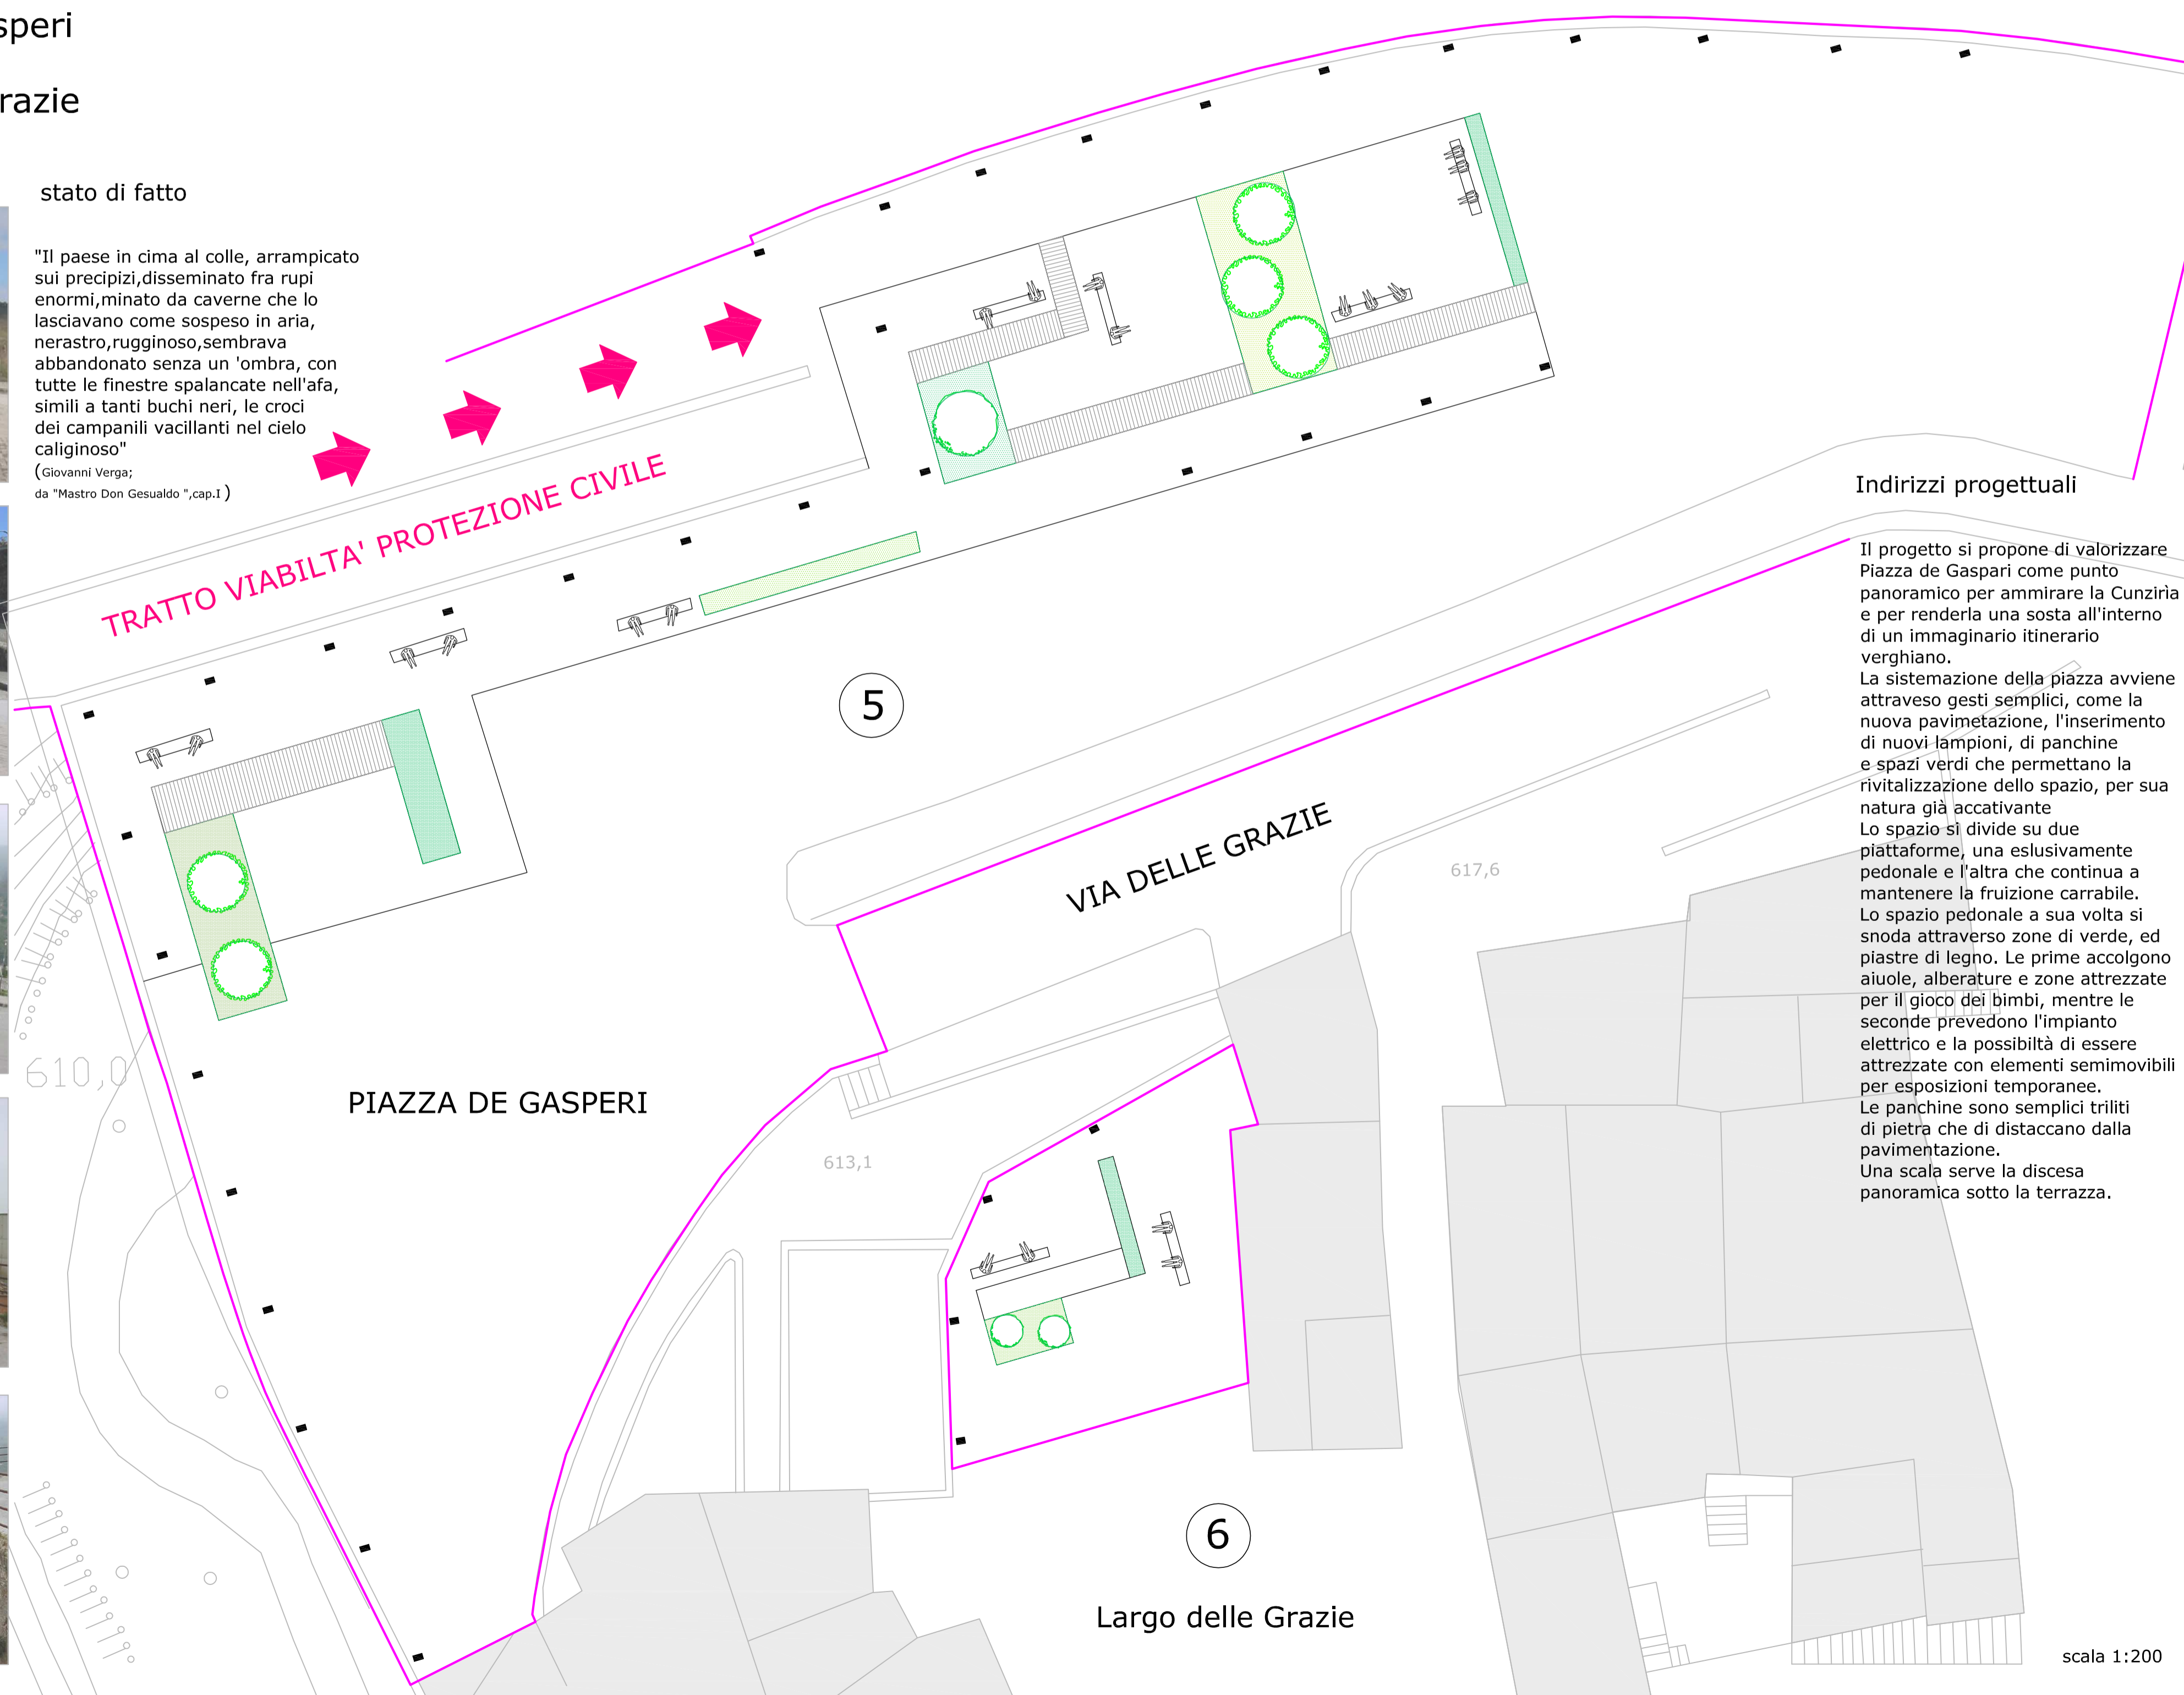 speri
razie
stato di fatto
"Il paese in cima al colle, arrampicato
sui precipizi,disseminato fra rupi
enormi,minato da caverne che lo
lasciavano come sospeso in aria,
nerastro,rugginoso,sembrava
abbandonato senza un 'ombra, con
tutte le finestre spalancate nell'afa,
simili a tanti buchi neri, le croci
dei campanili vacillanti nel cielo
caliginoso"
(Giovanni Verga;
da "Mastro Don Gesualdo ",cap.I )
TRATTO VIABILTA' PROTEZIONE CIVILE
5
VIA DELLE GRAZIE
617,6
610,0
PIAZZA DE GASPERI
613,1
6
Largo delle Grazie
Indirizzi progettuali
Il progetto si propone di valorizzare
Piazza de Gaspari come punto
panoramico per ammirare la Cunzirìa
e per renderla una sosta all'interno
di un immaginario itinerario
verghiano.
La sistemazione della piazza avviene
attraveso gesti semplici, come la
nuova pavimetazione, l'inserimento
di nuovi lampioni, di panchine
e spazi verdi che permettano la
rivitalizzazione dello spazio, per sua
natura già accativante
Lo spazio si divide su due
piattaforme, una eslusivamente
pedonale e l'altra che continua a
mantenere la fruizione carrabile.
Lo spazio pedonale a sua volta si
snoda attraverso zone di verde, ed
piastre di legno. Le prime accolgono
aiuole, alberature e zone attrezzate
per il gioco dei bimbi, mentre le
seconde prevedono l'impianto
elettrico e la possibiltà di essere
attrezzate con elementi semimovibili
per esposizioni temporanee.
Le panchine sono semplici triliti
di pietra che di distaccano dalla
pavimentazione.
Una scala serve la discesa
panoramica sotto la terrazza.
scala 1:200